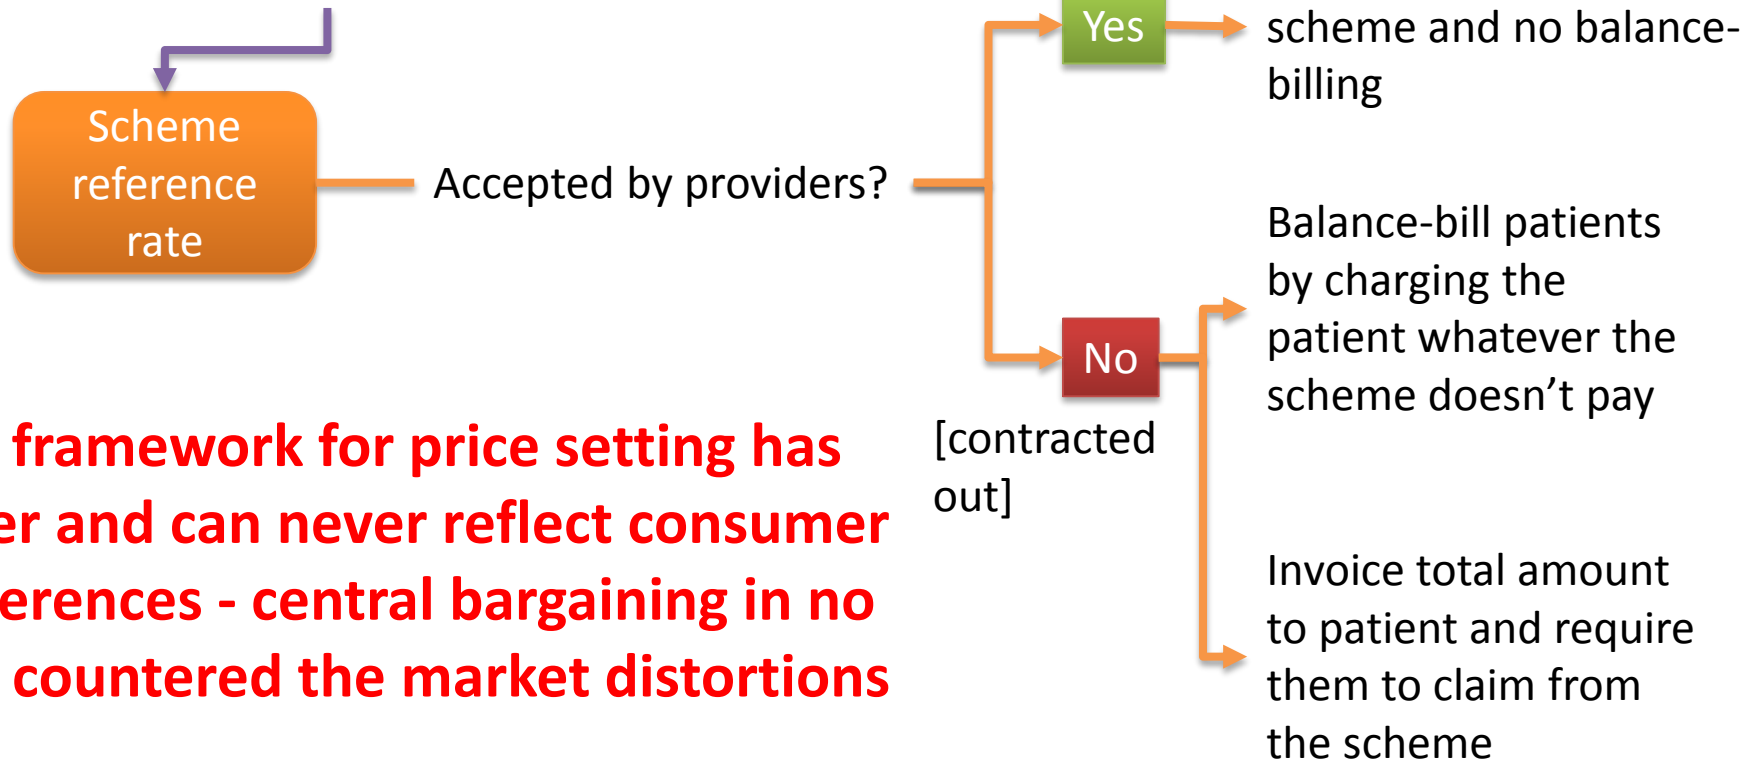 Scheme
reference
rate
Accepted by providers?
Yes
scheme and no balance-
billing
No
[contracted
out]
Balance-bill patients
by charging the
patient whatever the
scheme doesn’t pay
Invoice total amount
to patient and require
them to claim from
the scheme
framework for price setting has
and can never reflect consumer
- central bargaining in no
countered the market distortions